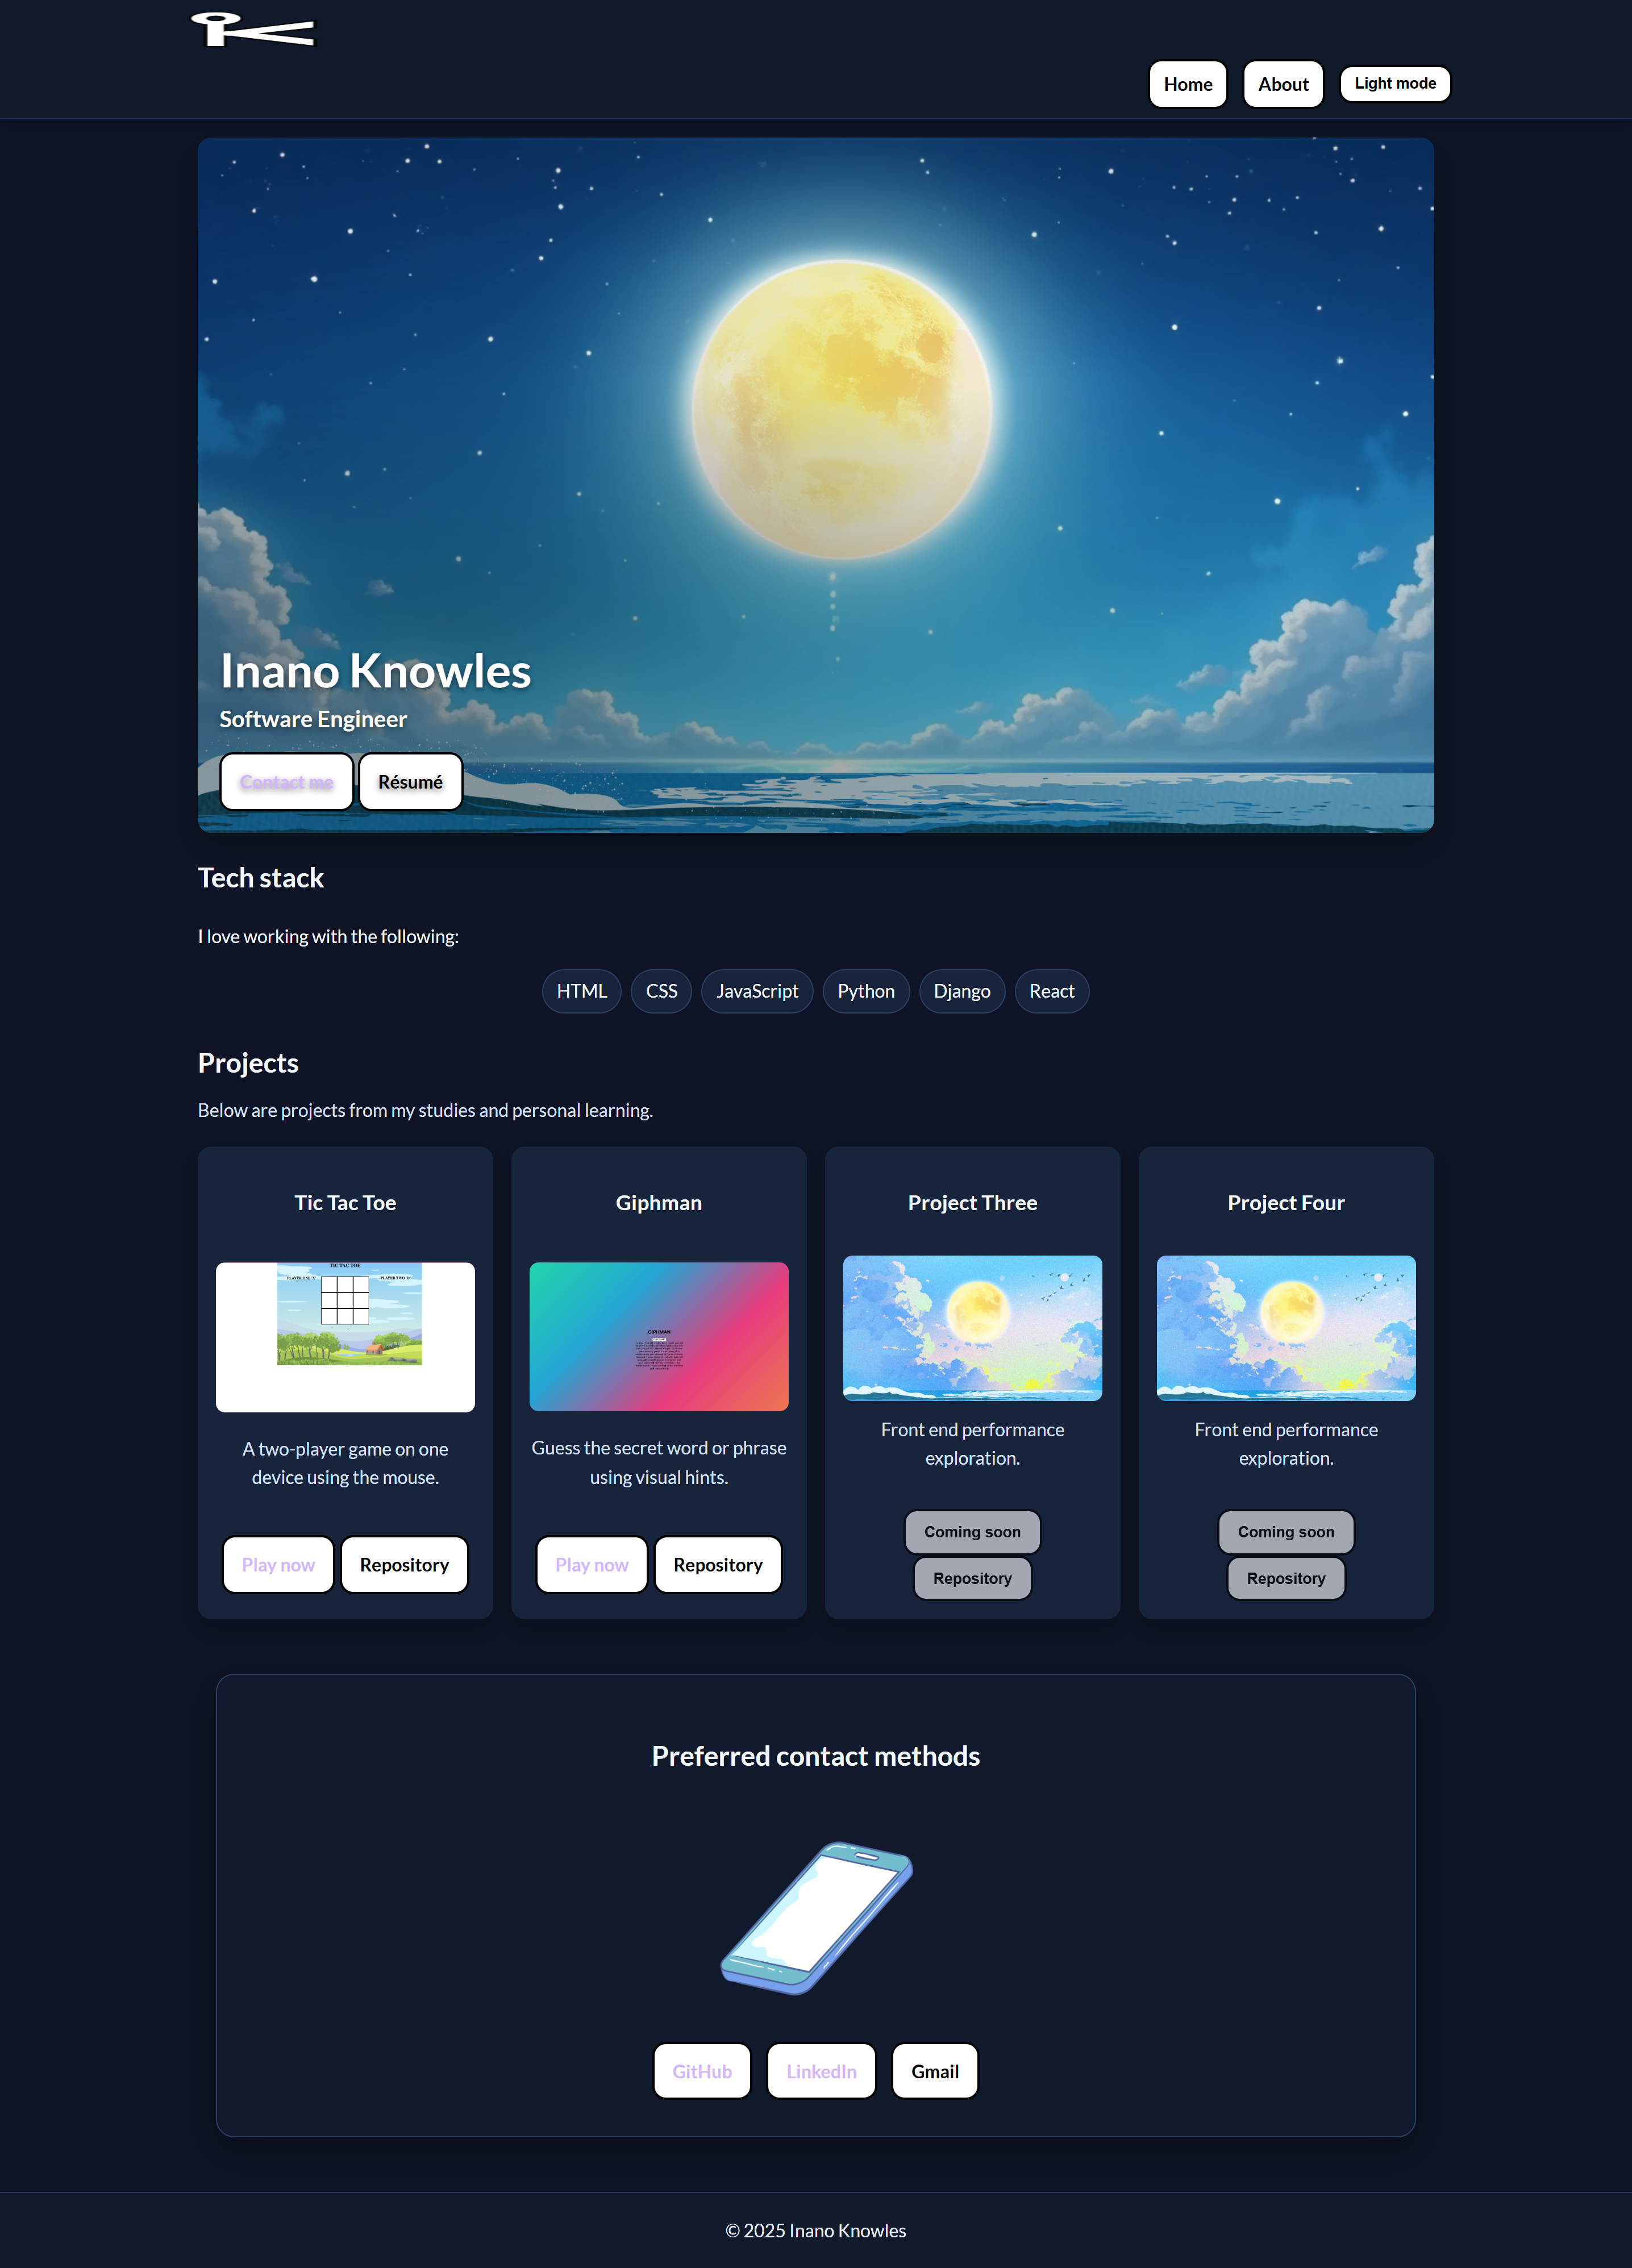 Home About Light mode
Inano Knowles
Software Engineer
Contact me Résumé
Tech stack
I love working with the following:
HTML CSS JavaScript Python Django React
Projects
Below are projects from my studies and personal learning.
Tic Tac Toe
TIC TAC TOE
PLAYER ONE 'X' PLAYER TWO 'O'
A two-player game on one
device using the mouse.
Play now Repository
Giphman
GIPHMAN
Guess the secret word or phrase
using visual hints.
Play now Repository
Project Three
Front end performance
exploration.
Coming soon
Repository
Project Four
Front end performance
exploration.
Coming soon
Repository
Preferred contact methods
GitHub LinkedIn Gmail
© 2025 Inano Knowles